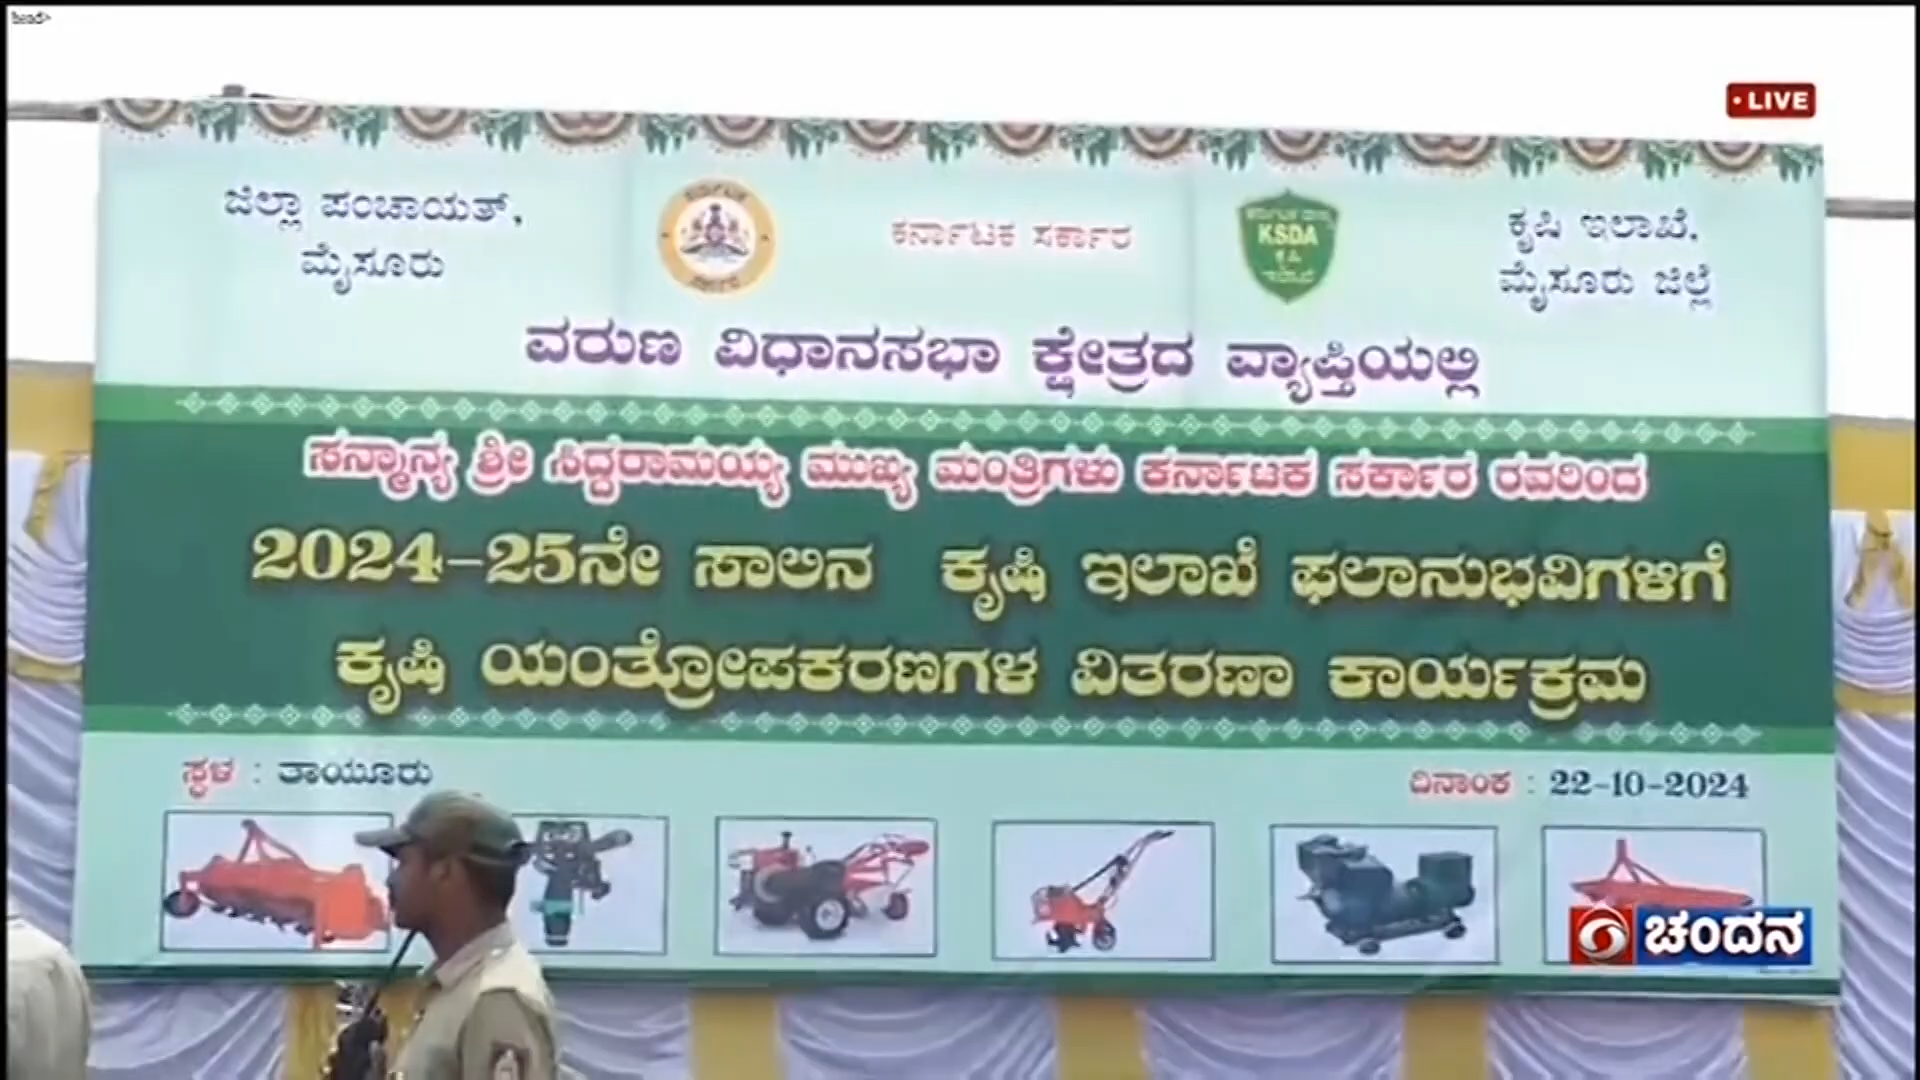 LIVE
ಜಿಲ್ಲಾ ಪಂಚಾಯತ್,
ಮೈಸೂರು
ಕರ್ನಾಟಕ ಸರ್ಕಾರ
KSDA
ಕೃಷಿ
ಇಲಾಖೆ
ಕೃಷಿ ಇಲಾಖೆ,
ಮೈಸೂರು ಜಿಲ್ಲೆ
ವರುಣ ವಿಧಾನಸಭಾ ಕ್ಷೇತ್ರದ ವ್ಯಾಪ್ತಿಯಲ್ಲಿ
ಸನ್ಮಾನ್ಯ ಶ್ರೀ ಸಿದ್ದರಾಮಯ್ಯ ಮುಖ್ಯ ಮಂತ್ರಿಗಳು ಕರ್ನಾಟಕ ಸರ್ಕಾರ ರವರಿಂದ
2024-25ನೇ ಸಾಲಿನ ಕೃಷಿ ಇಲಾಖೆ ಫಲಾನುಭವಿಗಳಿಗೆ
ಕೃಷಿ ಯಂತ್ರೋಪಕರಣಗಳ ವಿತರಣಾ ಕಾರ್ಯಕ್ರಮ
ಸ್ಥಳ : ತಾಯೂರು
ದಿನಾಂಕ : 22-10-2024
ಚಂದನ